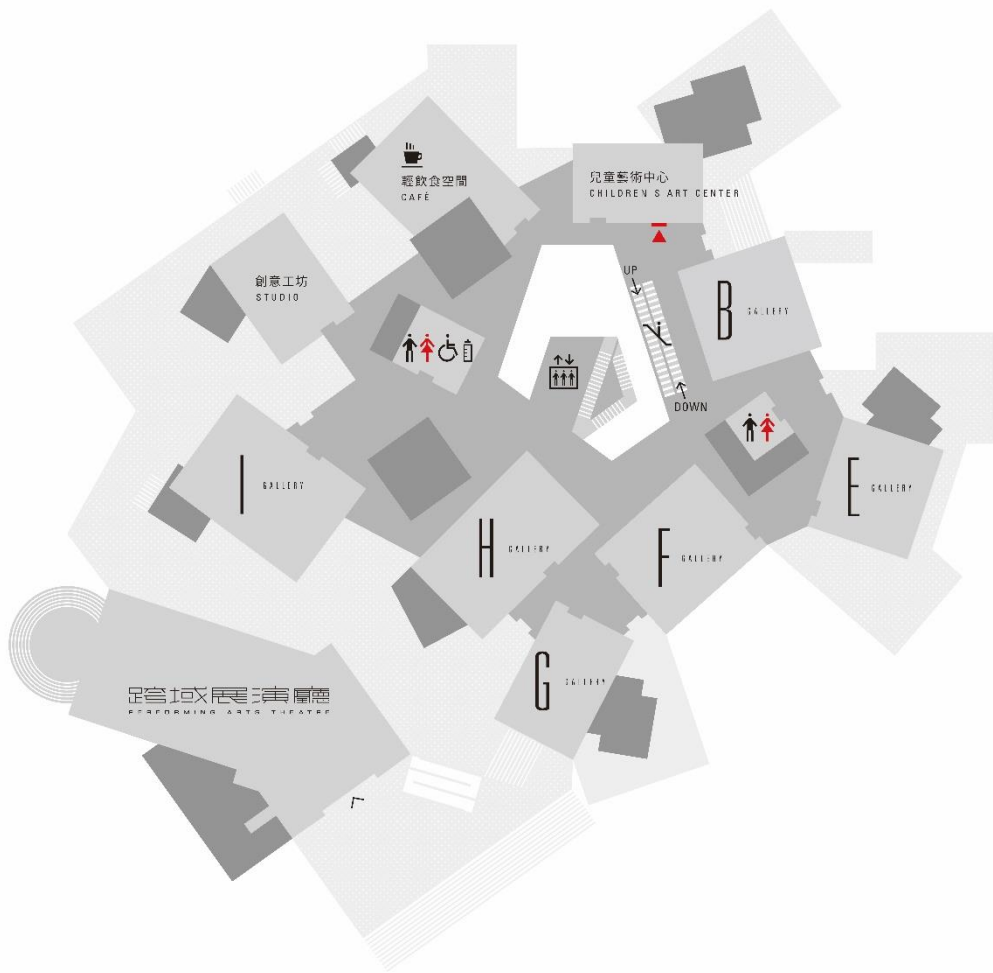 輕飲食空間
CAFÉ
兒童藝術中心
CHILDREN S ART CENTER
創意工坊
STUDIO
UP
B GALLERY
DOWN
I GALLERY
E GALLERY
H GALLERY
F GALLERY
G GALLERY
跨域展演廳
PERFORMING ARTS THEATRE